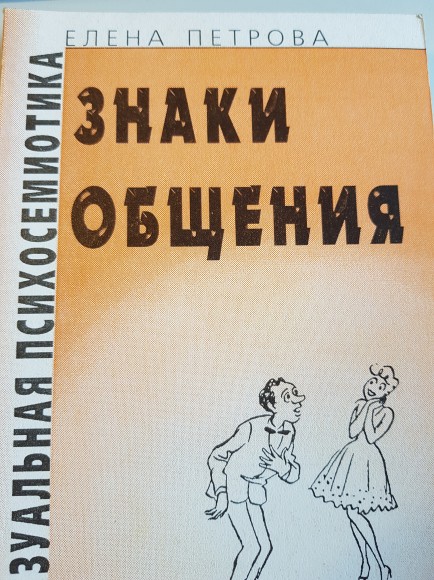 ЕЛЕНА ПЕТРОВА
ЗНАКИ
ОБЩЕНИЯ
ЗУАЛЬНАЯ ПСИХОСЕМИОТИКА